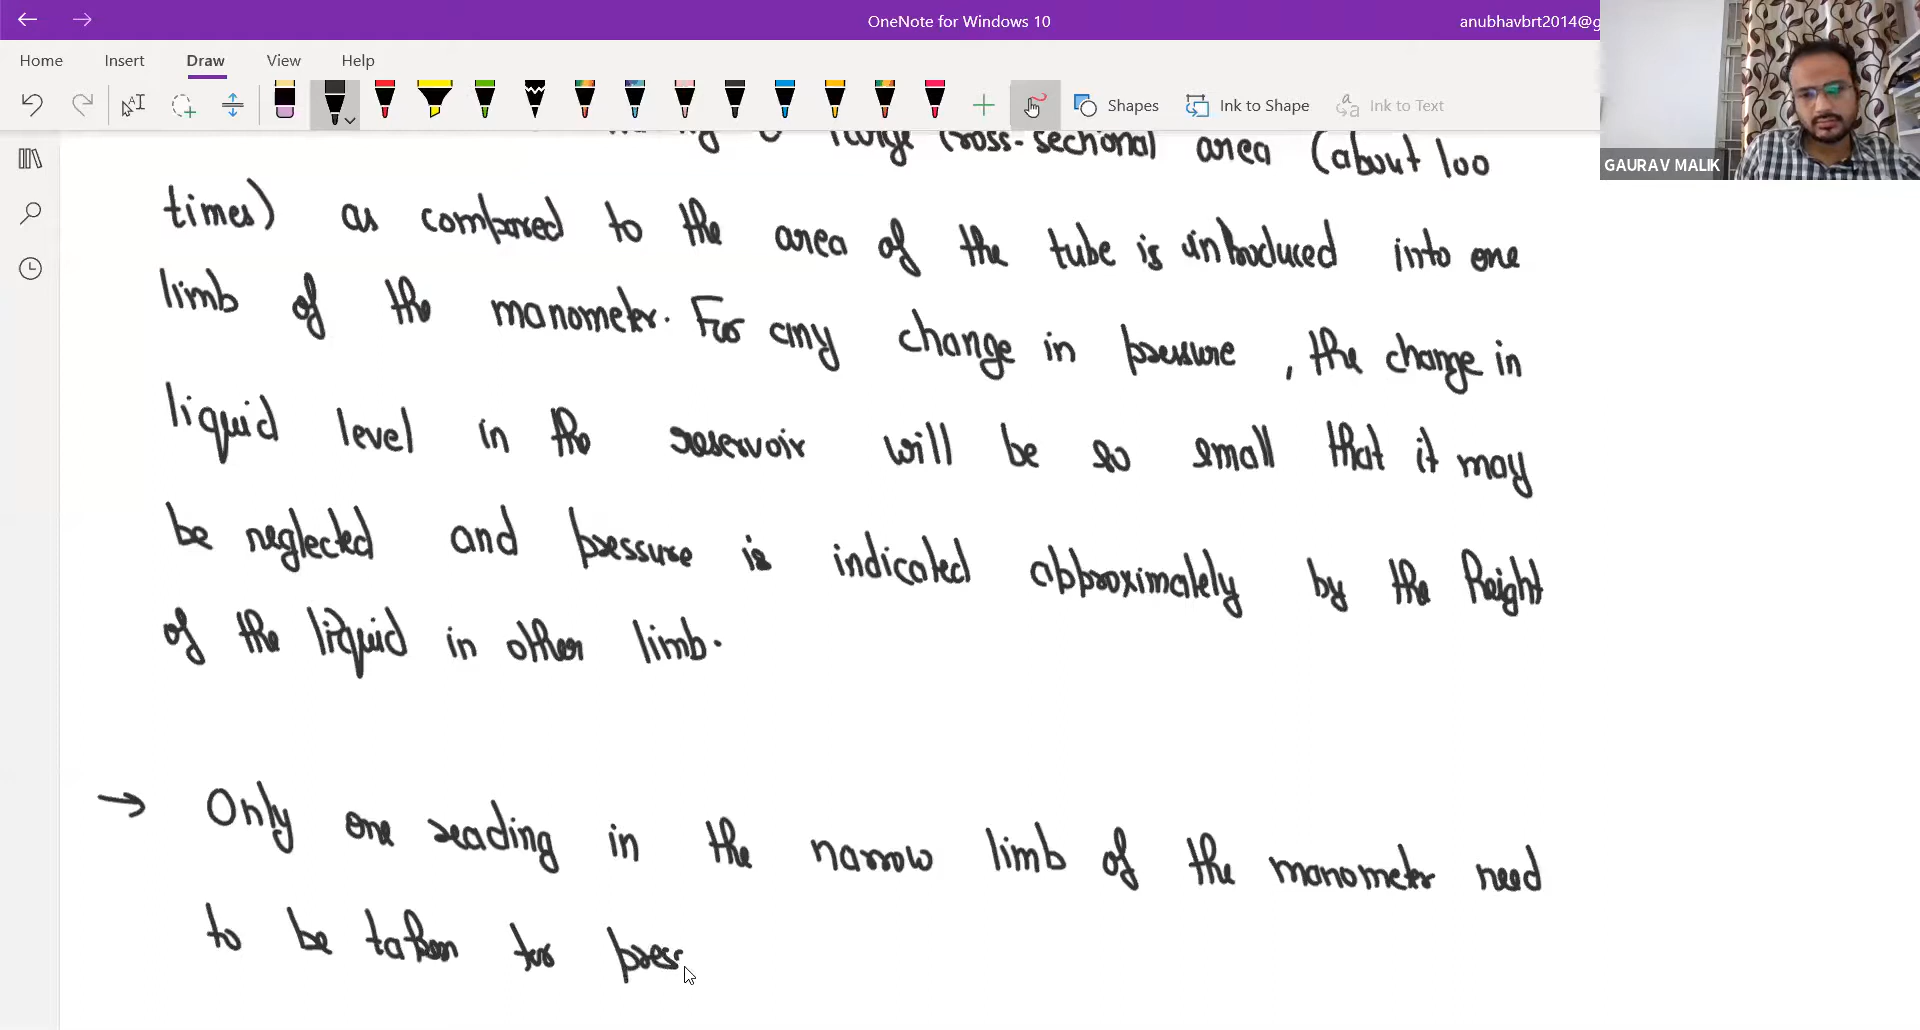 OneNote for Windows 10
anubhavbrt2014@g
Home Insert Draw View Help
Shapes Ink to Shape Ink to Text
GAURAV MALIK
large cross-sectional area (about 100
times) as compared to the area of the tube is introduced into one
limb of the manometer. For any change in pressure, the change in
liquid level in the reservoir will be so small that it may
be neglected and pressure is indicated approximately by the height
of the liquid in other limb.
→ Only one reading in the narrow limb of the manometer need
to be taken for press